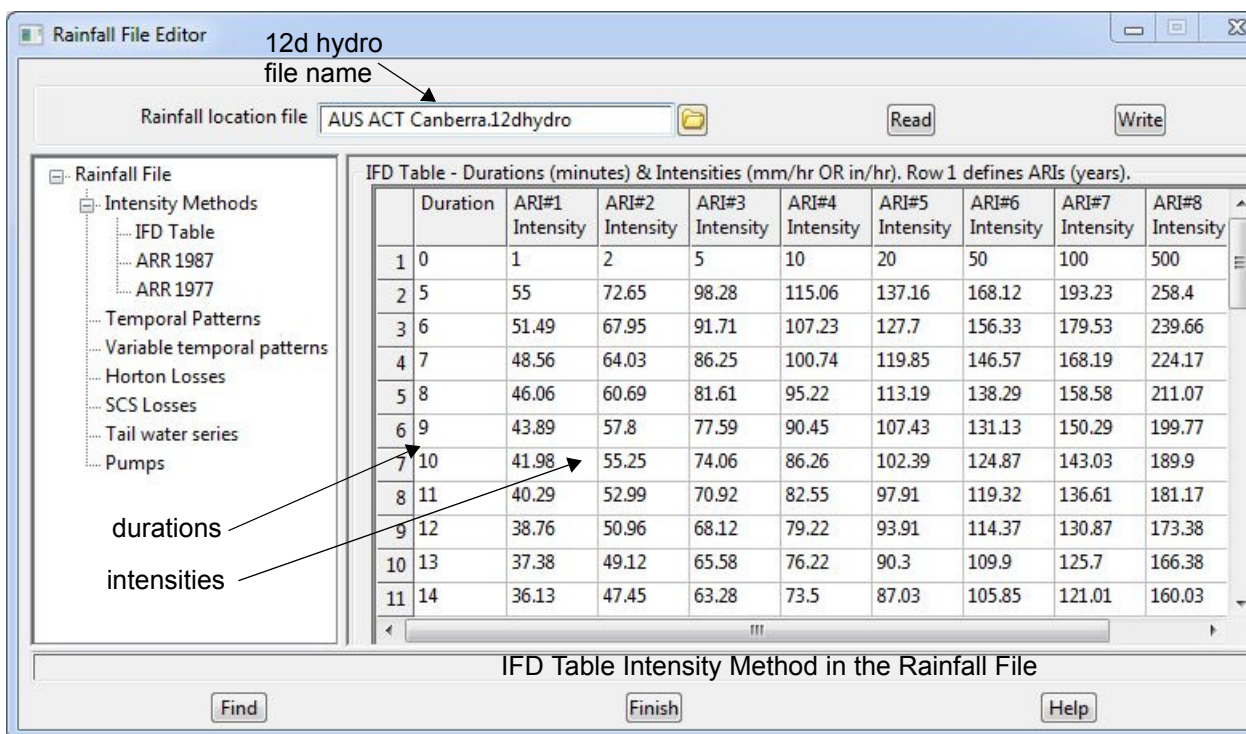 Rainfall File Editor
12d hydro
file name
Rainfall location file AUS ACT Canberra.12dhydro Read Write
Rainfall File
Intensity Methods
IFD Table
ARR 1987
ARR 1977
Temporal Patterns
Variable temporal patterns
Horton Losses
SCS Losses
Tail water series
Pumps
durations
intensities
IFD Table - Durations (minutes) & Intensities (mm/hr OR in/hr). Row 1 defines ARIs (years).
Duration ARI#1 ARI#2 ARI#3 ARI#4 ARI#5 ARI#6 ARI#7 ARI#8
Intensity Intensity Intensity Intensity Intensity Intensity Intensity Intensity
1 0 1 2 5 10 20 50 100 500
2 5 55 72.65 98.28 115.06 137.16 168.12 193.23 258.4
3 6 51.49 67.95 91.71 107.23 127.7 156.33 179.53 239.66
4 7 48.56 64.03 86.25 100.74 119.85 146.57 168.19 224.17
5 8 46.06 60.69 81.61 95.22 113.19 138.29 158.58 211.07
6 9 43.89 57.8 77.59 90.45 107.43 131.13 150.29 199.77
7 10 41.98 55.25 74.06 86.26 102.39 124.87 143.03 189.9
8 11 40.29 52.99 70.92 82.55 97.91 119.32 136.61 181.17
9 12 38.76 50.96 68.12 79.22 93.91 114.37 130.87 173.38
10 13 37.38 49.12 65.58 76.22 90.3 109.9 125.7 166.38
11 14 36.13 47.45 63.28 73.5 87.03 105.85 121.01 160.03
IFD Table Intensity Method in the Rainfall File
Find Finish Help